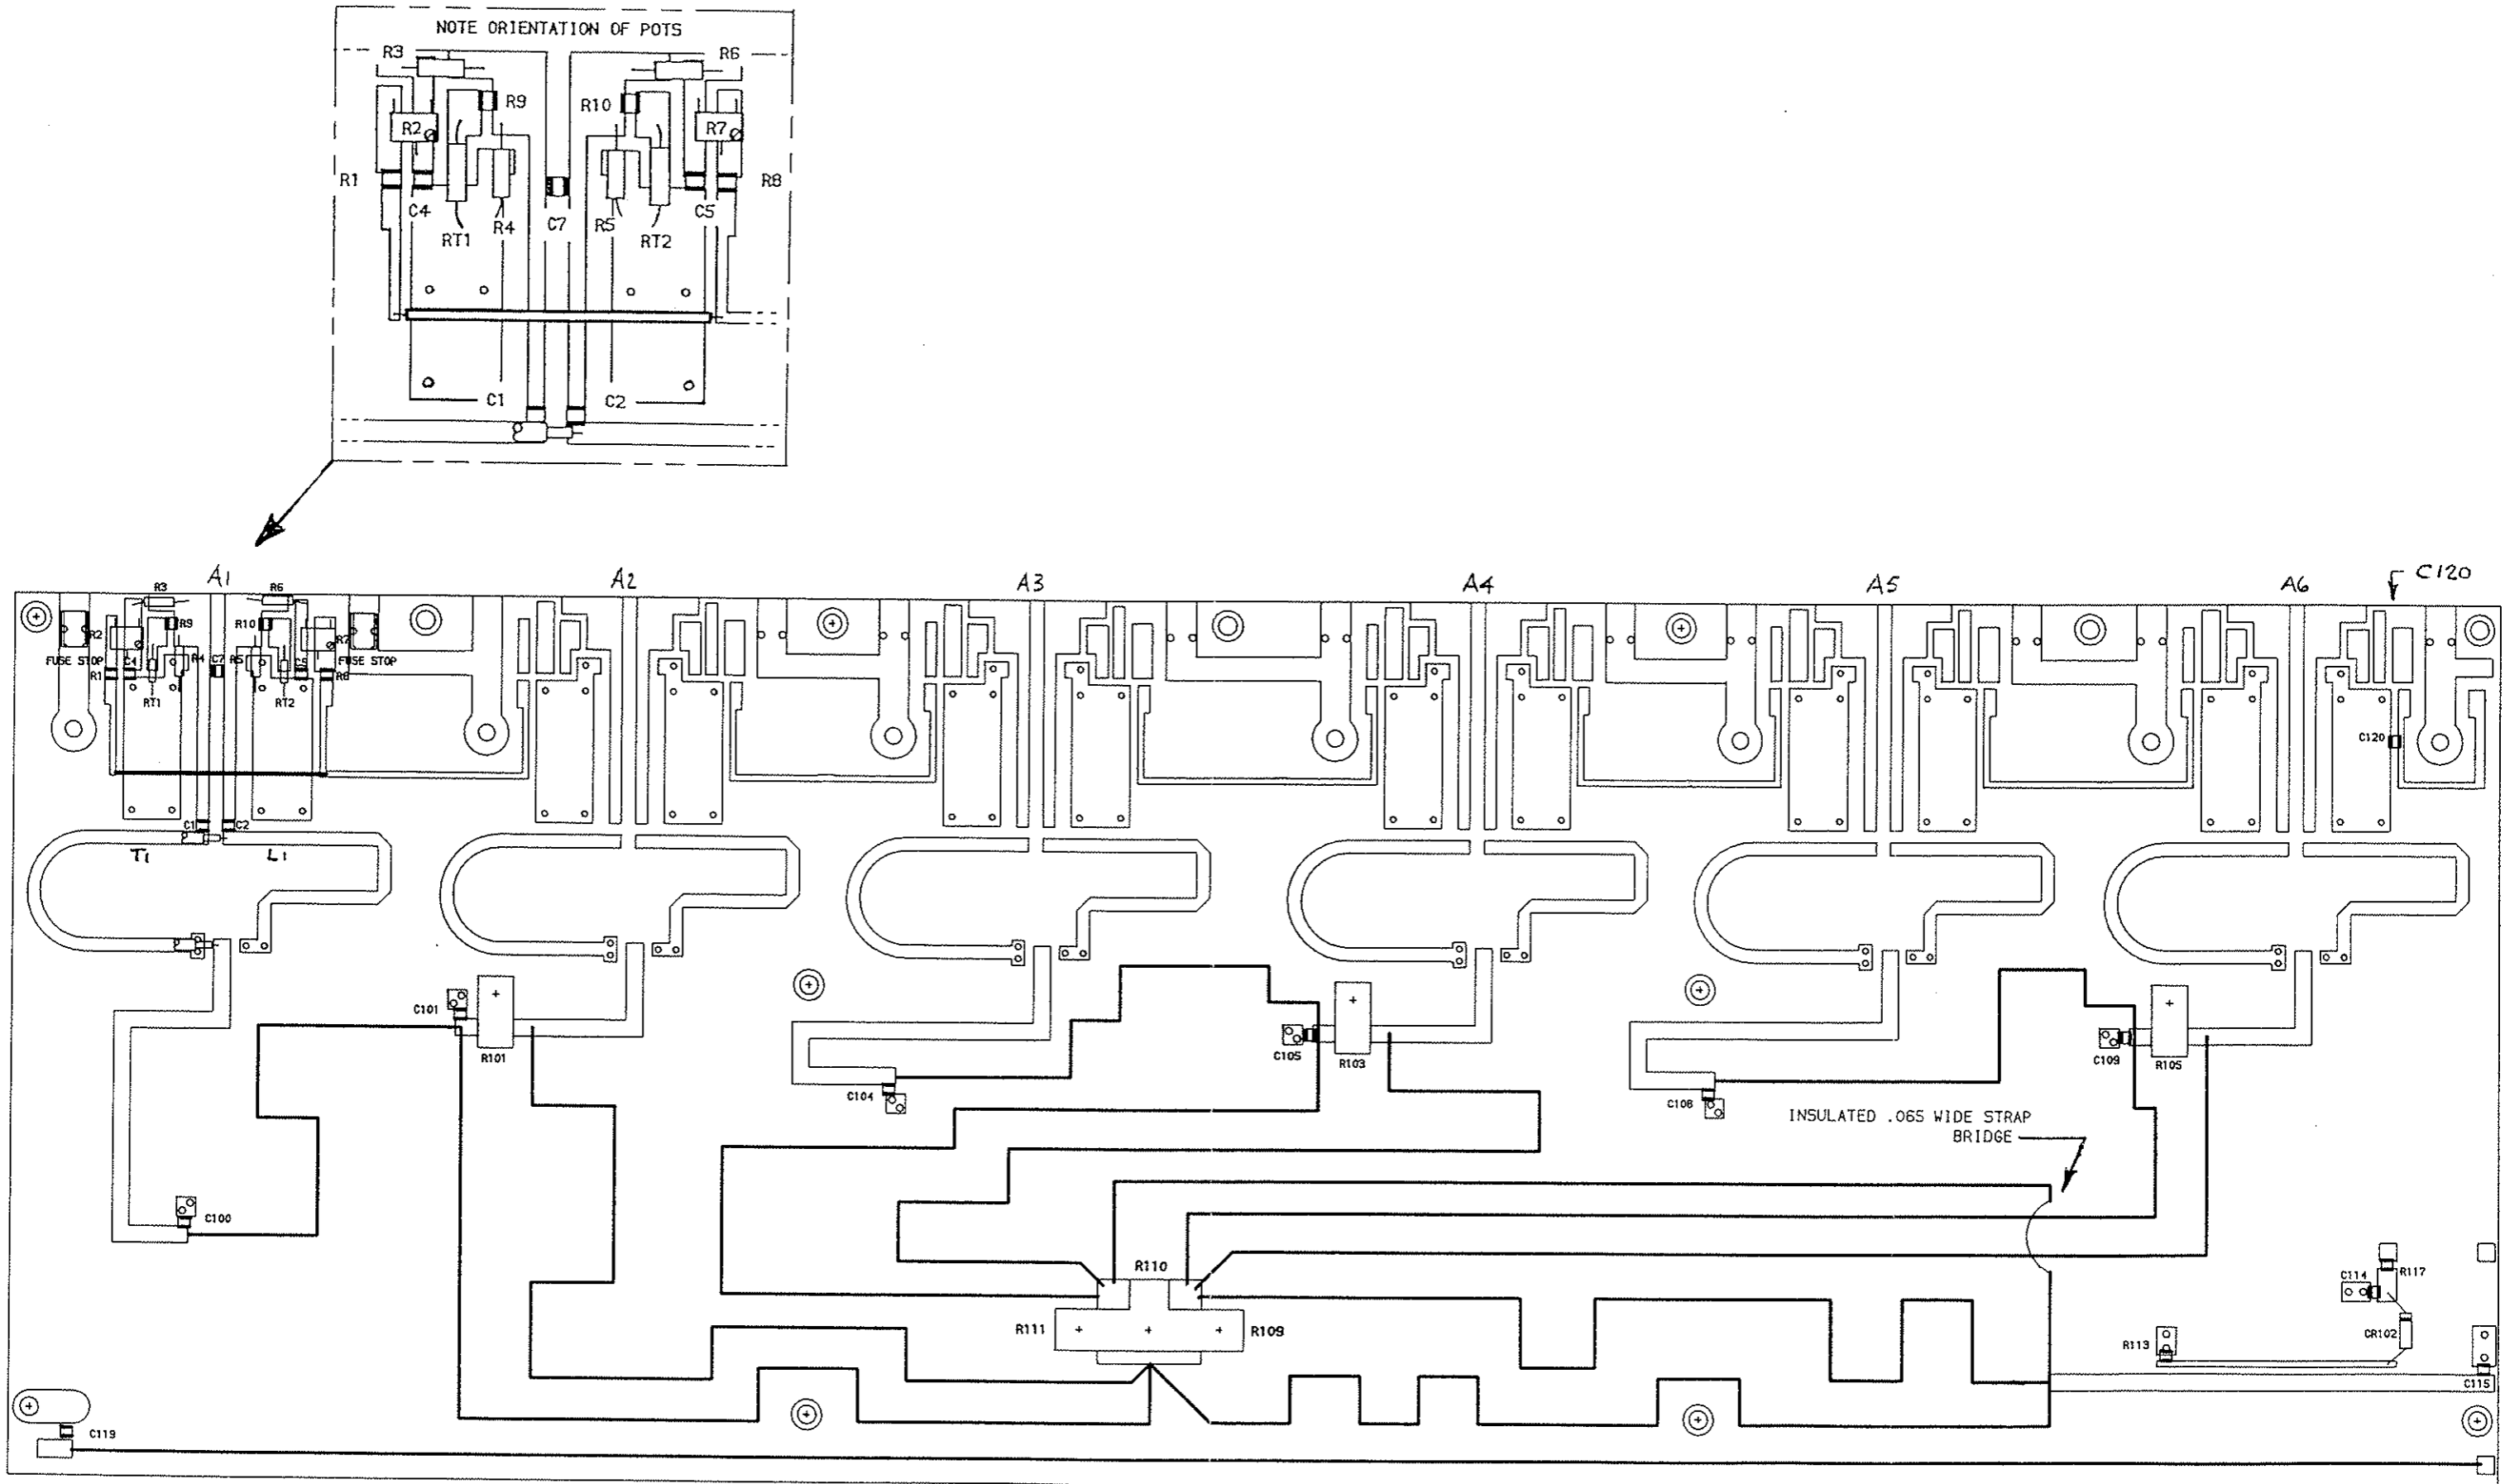 NOTE ORIENTATION OF POTS
R3
R6
R9
R10
R2
R7
R1
R8
C4
C5
RT1
R4
C7
R5
RT2
C1
C2
A1
A2
A3
A4
A5
A6
C120
R3
R6
R9
R10
R2
R7
FUSE STOP
C4
R4
C7
R5
C5
FUSE STOP
R1
R8
RT1
RT2
C120
C1
C2
T1
L1
C101
R101
C105
R103
C109
R105
C104
C108
INSULATED .065 WIDE STRAP
BRIDGE
C100
R110
C114
R117
R111
R109
CR102
R113
C115
C119